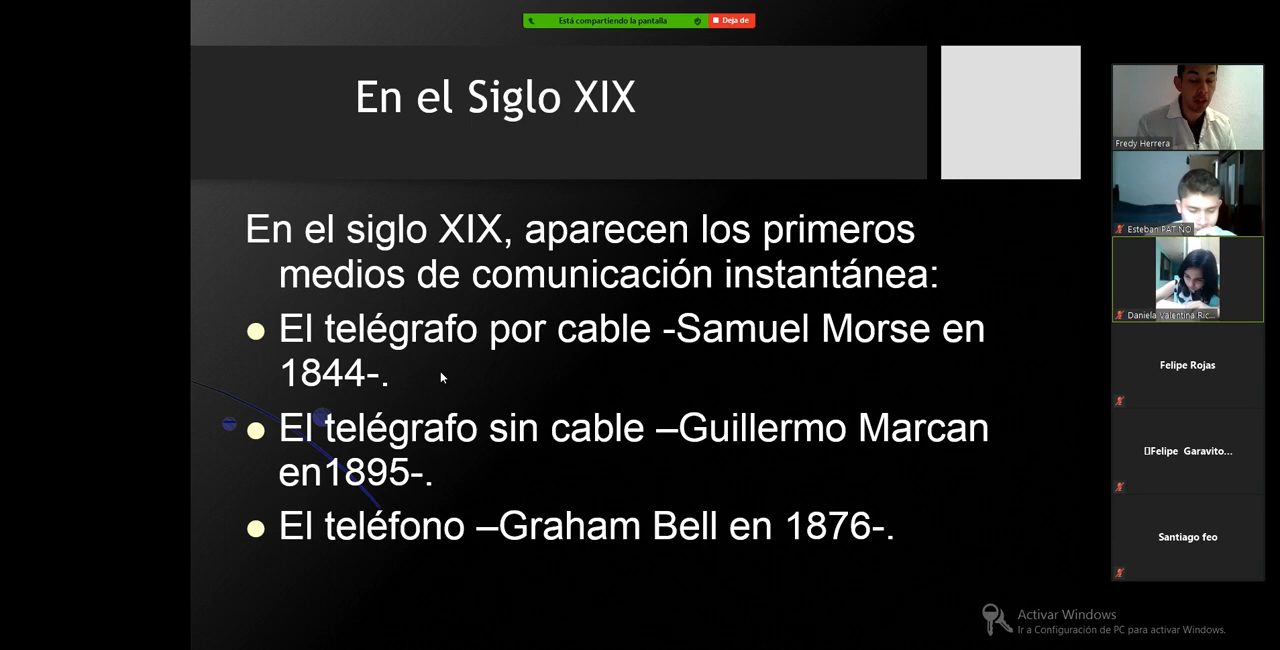 Está compartiendo la pantalla
Deja de
En el Siglo XIX
En el siglo XIX, aparecen los primeros
medios de comunicación instantánea:
El telégrafo por cable -Samuel Morse en
1844-.
El telégrafo sin cable –Guillermo Marcan
en1895-.
El teléfono –Graham Bell en 1876-.
Fredy Herrera
Esteban PATIÑO
Daniela Valentina Ric...
Felipe Rojas
Felipe Garavito...
Santiago feo
Activar Windows
Ir a Configuración de PC para activar Windows.